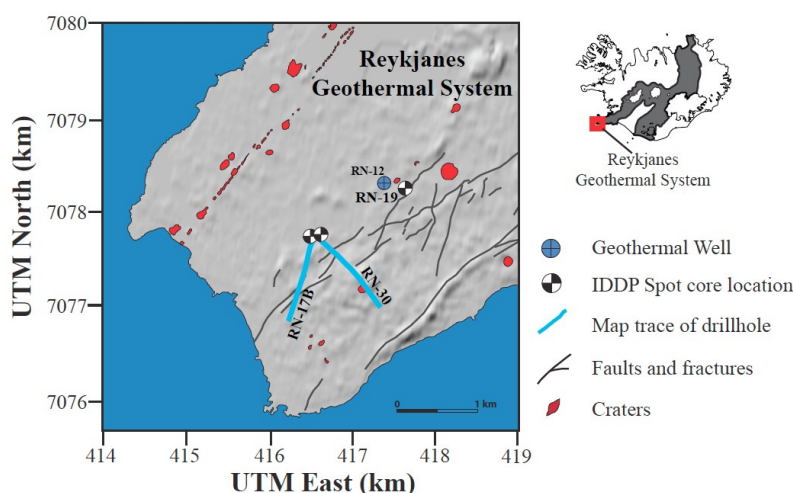 7080
7079
7078
7077
7076
UTM North (km)
414
415
416
417
418
419
UTM East (km)
Reykjanes
Geothermal System
RN-12
RN-19
RN-17B
RN-30
0
1 km
Reykjanes
Geothermal System
Geothermal Well
IDDP Spot core location
Map trace of drillhole
Faults and fractures
Craters